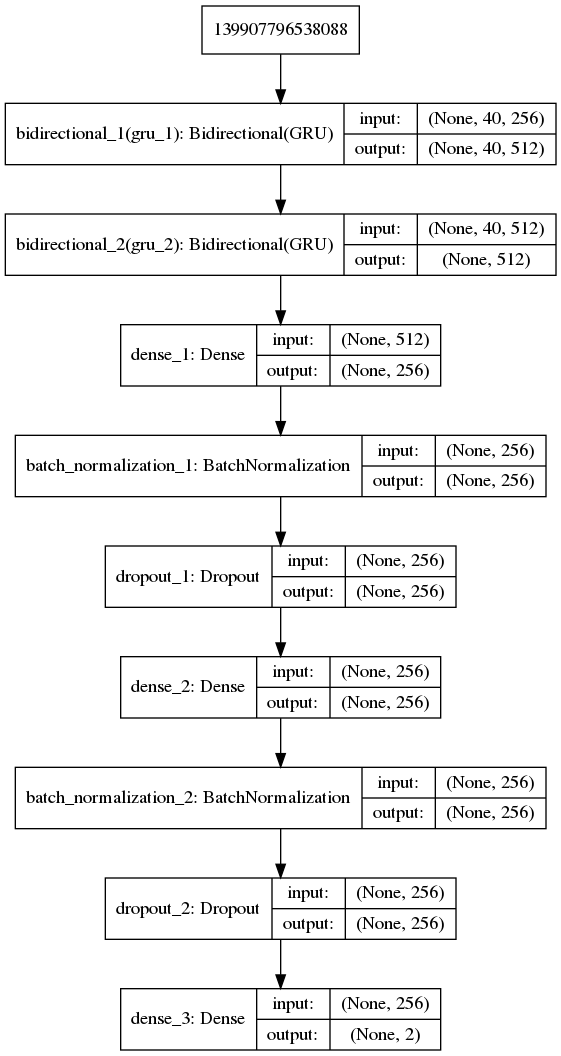 139907796538088
bidirectional_1(gru_1): Bidirectional(GRU)
input: (None, 40, 256)
output: (None, 40, 512)
bidirectional_2(gru_2): Bidirectional(GRU)
input: (None, 40, 512)
output: (None, 512)
dense_1: Dense
input: (None, 512)
output: (None, 256)
batch_normalization_1: BatchNormalization
input: (None, 256)
output: (None, 256)
dropout_1: Dropout
input: (None, 256)
output: (None, 256)
dense_2: Dense
input: (None, 256)
output: (None, 256)
batch_normalization_2: BatchNormalization
input: (None, 256)
output: (None, 256)
dropout_2: Dropout
input: (None, 256)
output: (None, 256)
dense_3: Dense
input: (None, 256)
output: (None, 2)